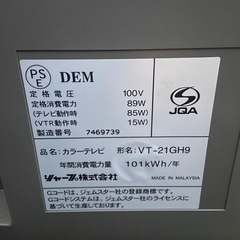 PSE DEM
定格電圧 100V
定格消費電力 89W
(テレビ動作時 85W)
(VTR動作時 15W)
製造番号 7469739
JQA
品名:カラーテレビ 形名:VT-21GH9
年間消費電力量 101kWh/年
シャープ株式会社 MADE IN MALAYSIA
Gコードは、ジェムスター社の登録商標です。
Gコードシステムは、ジェムスター社のライセンスに
基づいて生産しております。